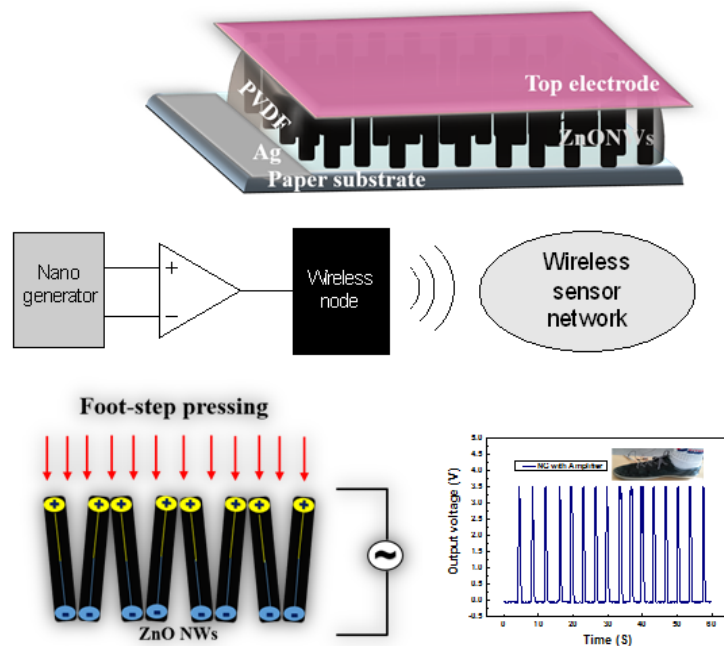 Top electrode
PVDF
ZnONWs
Ag
Paper substrate
Nano
generator
+
−
Wireless
node
Wireless
sensor
network
Foot-step pressing
+ + + + + + + +
- - - - - - - -
ZnO NWs
~
5.0
4.5
4.0
3.5
3.0
2.5
2.0
1.5
1.0
0.5
0.0
-0.5
Output voltage (V)
NG with Amplifier
0 10 20 30 40 50 60
Time (S)